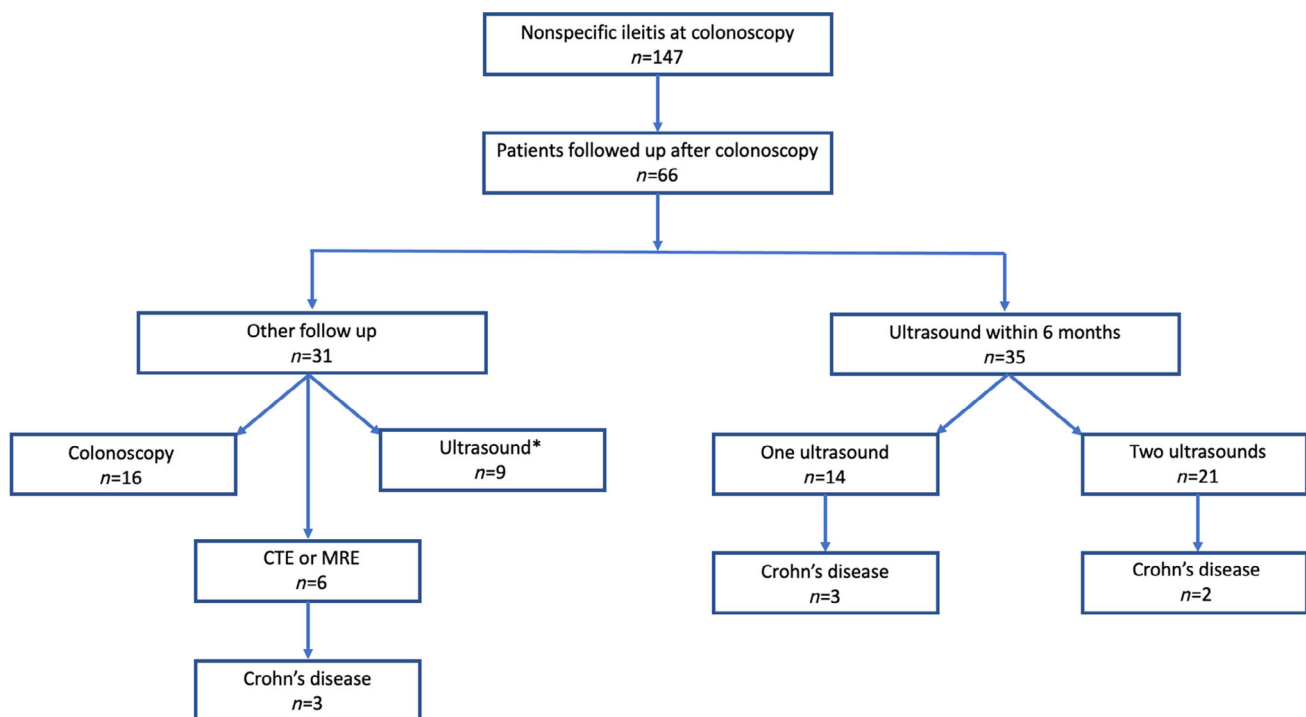 Nonspecific ileitis at colonoscopy
n=147
Patients followed up after colonoscopy
n=66
Other follow up
n=31
Ultrasound within 6 months
n=35
Colonoscopy
n=16
Ultrasound*
n=9
One ultrasound
n=14
Two ultrasounds
n=21
CTE or MRE
n=6
Crohn’s disease
n=3
Crohn’s disease
n=2
Crohn’s disease
n=3